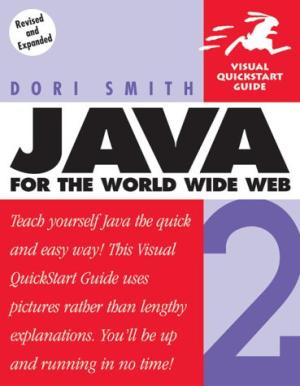 Revised
and
Expanded
VISUAL
QUICKSTART
GUIDE
DORI SMITH
JAVA
FOR THE WORLD WIDE WEB
2
Teach yourself Java the quick
and easy way! This Visual
QuickStart Guide uses
pictures rather than lengthy
explanations. You'll be up
and running in no time!